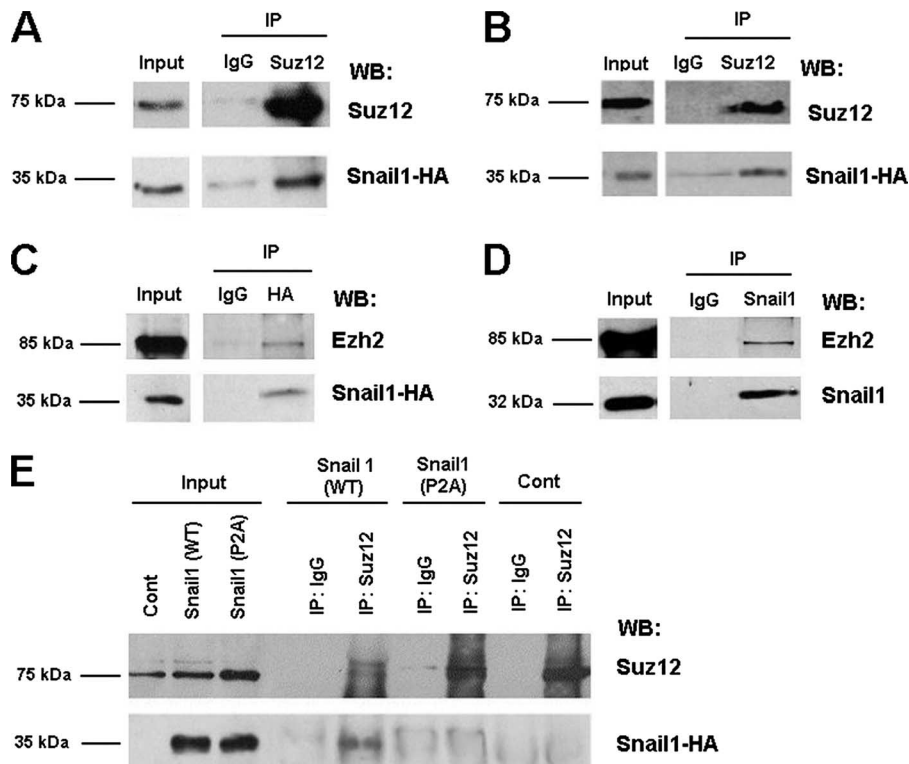 A
IP
Input IgG Suz12 WB:
75 kDa Suz12
35 kDa Snail1-HA
B
IP
Input IgG Suz12 WB:
75 kDa Suz12
35 kDa Snail1-HA
C
IP
Input IgG HA WB:
85 kDa Ezh2
35 kDa Snail1-HA
D
IP
Input IgG Snail1 WB:
85 kDa Ezh2
32 kDa Snail1
E
Input
Snail 1 (WT)
Snail1 (P2A)
Cont
Cont
Snail1 (WT)
Snail1 (P2A)
IP: IgG
IP: Suz12
IP: IgG
IP: Suz12
IP: IgG
IP: Suz12
WB:
75 kDa Suz12
35 kDa Snail1-HA